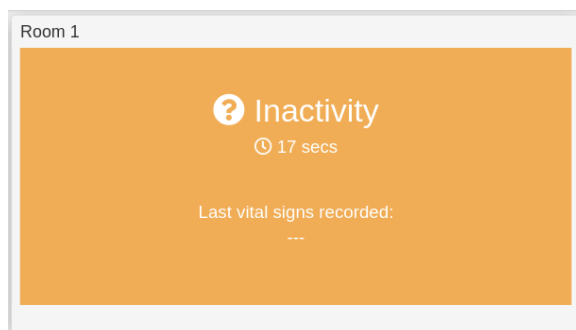 Room 1
? Inactivity
17 secs
Last vital signs recorded:
---